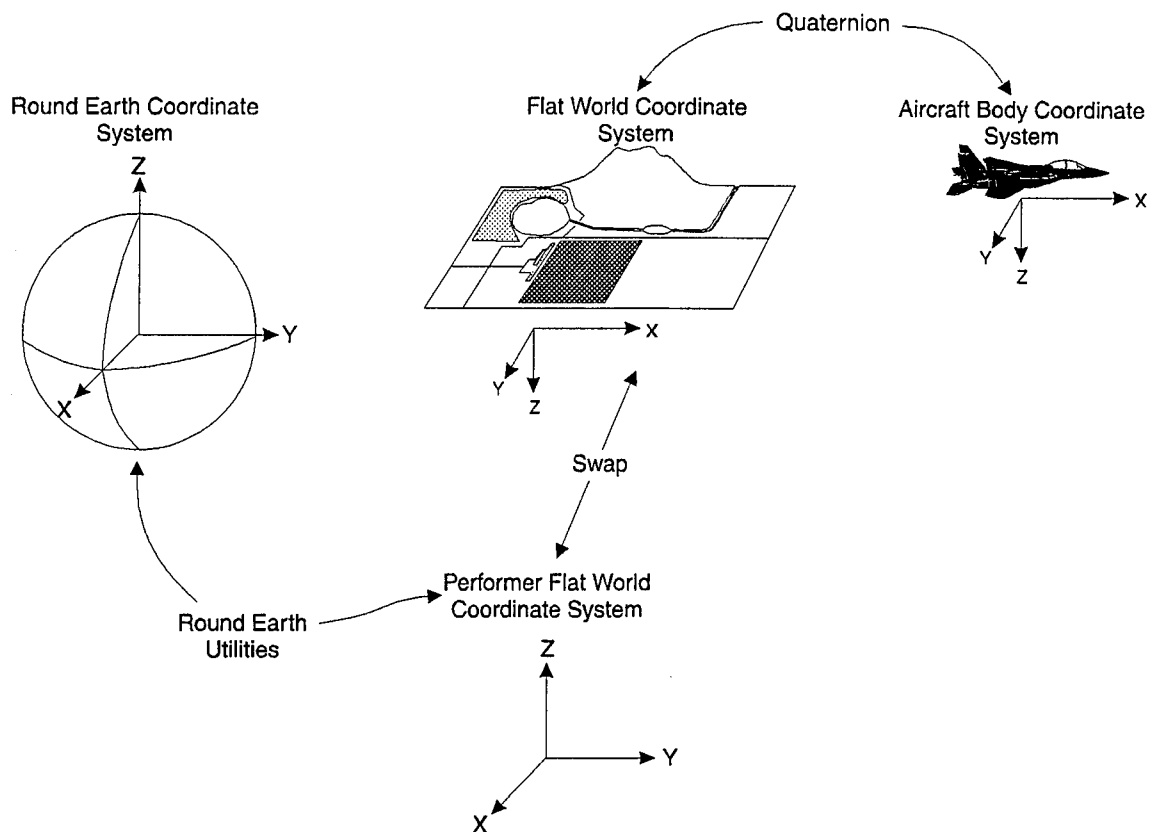 Quaternion
Round Earth Coordinate
System
Z
Y
X
Flat World Coordinate
System
X
Y
Z
Aircraft Body Coordinate
System
X
Y
Z
Swap
Performer Flat World
Coordinate System
Round Earth
Utilities
Z
Y
X